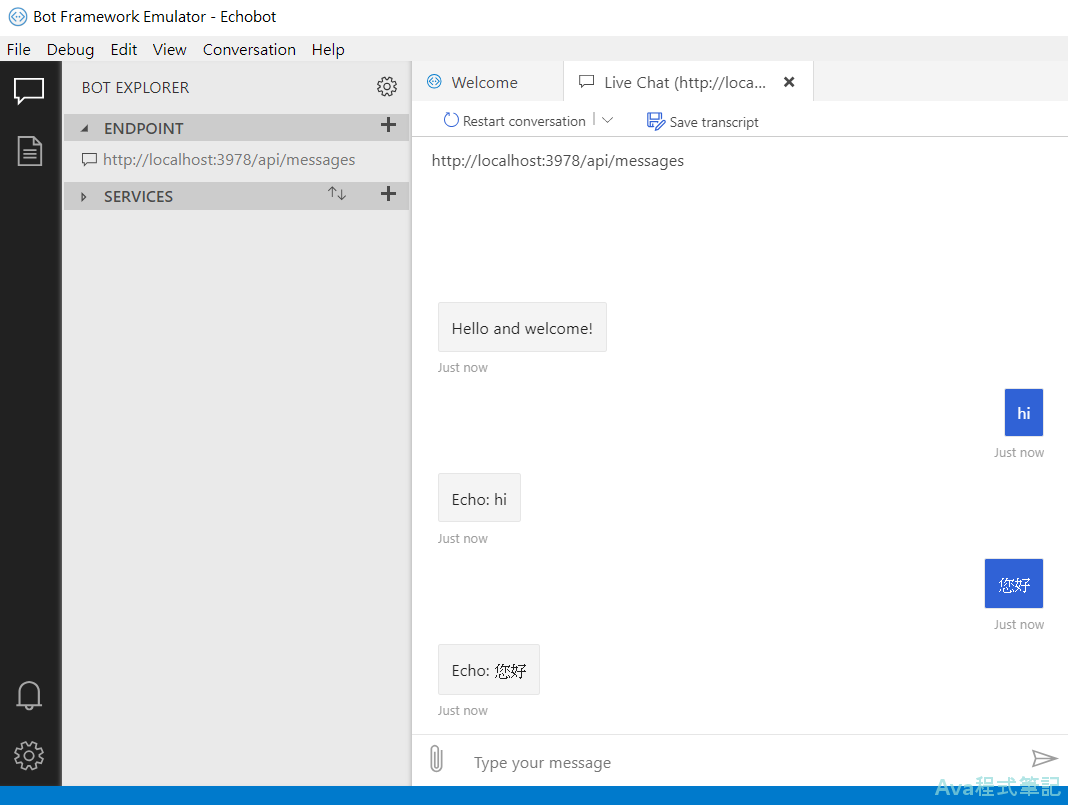 Bot Framework Emulator - Echobot
File Debug Edit View Conversation Help
BOT EXPLORER
ENDPOINT
http://localhost:3978/api/messages
SERVICES
Welcome
Live Chat (http://loca...
Restart conversation
Save transcript
http://localhost:3978/api/messages
Hello and welcome!
Just now
hi
Just now
Echo: hi
Just now
您好
Just now
Echo: 您好
Just now
Type your message
Ava程式筆記